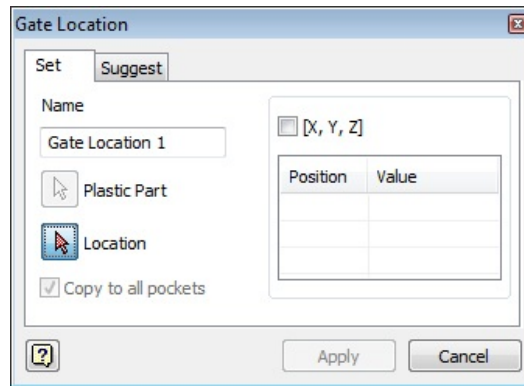 Gate Location
Set
Suggest
Name
Gate Location 1
Plastic Part
Location
Copy to all pockets
[X, Y, Z]
Position Value
?
Apply
Cancel